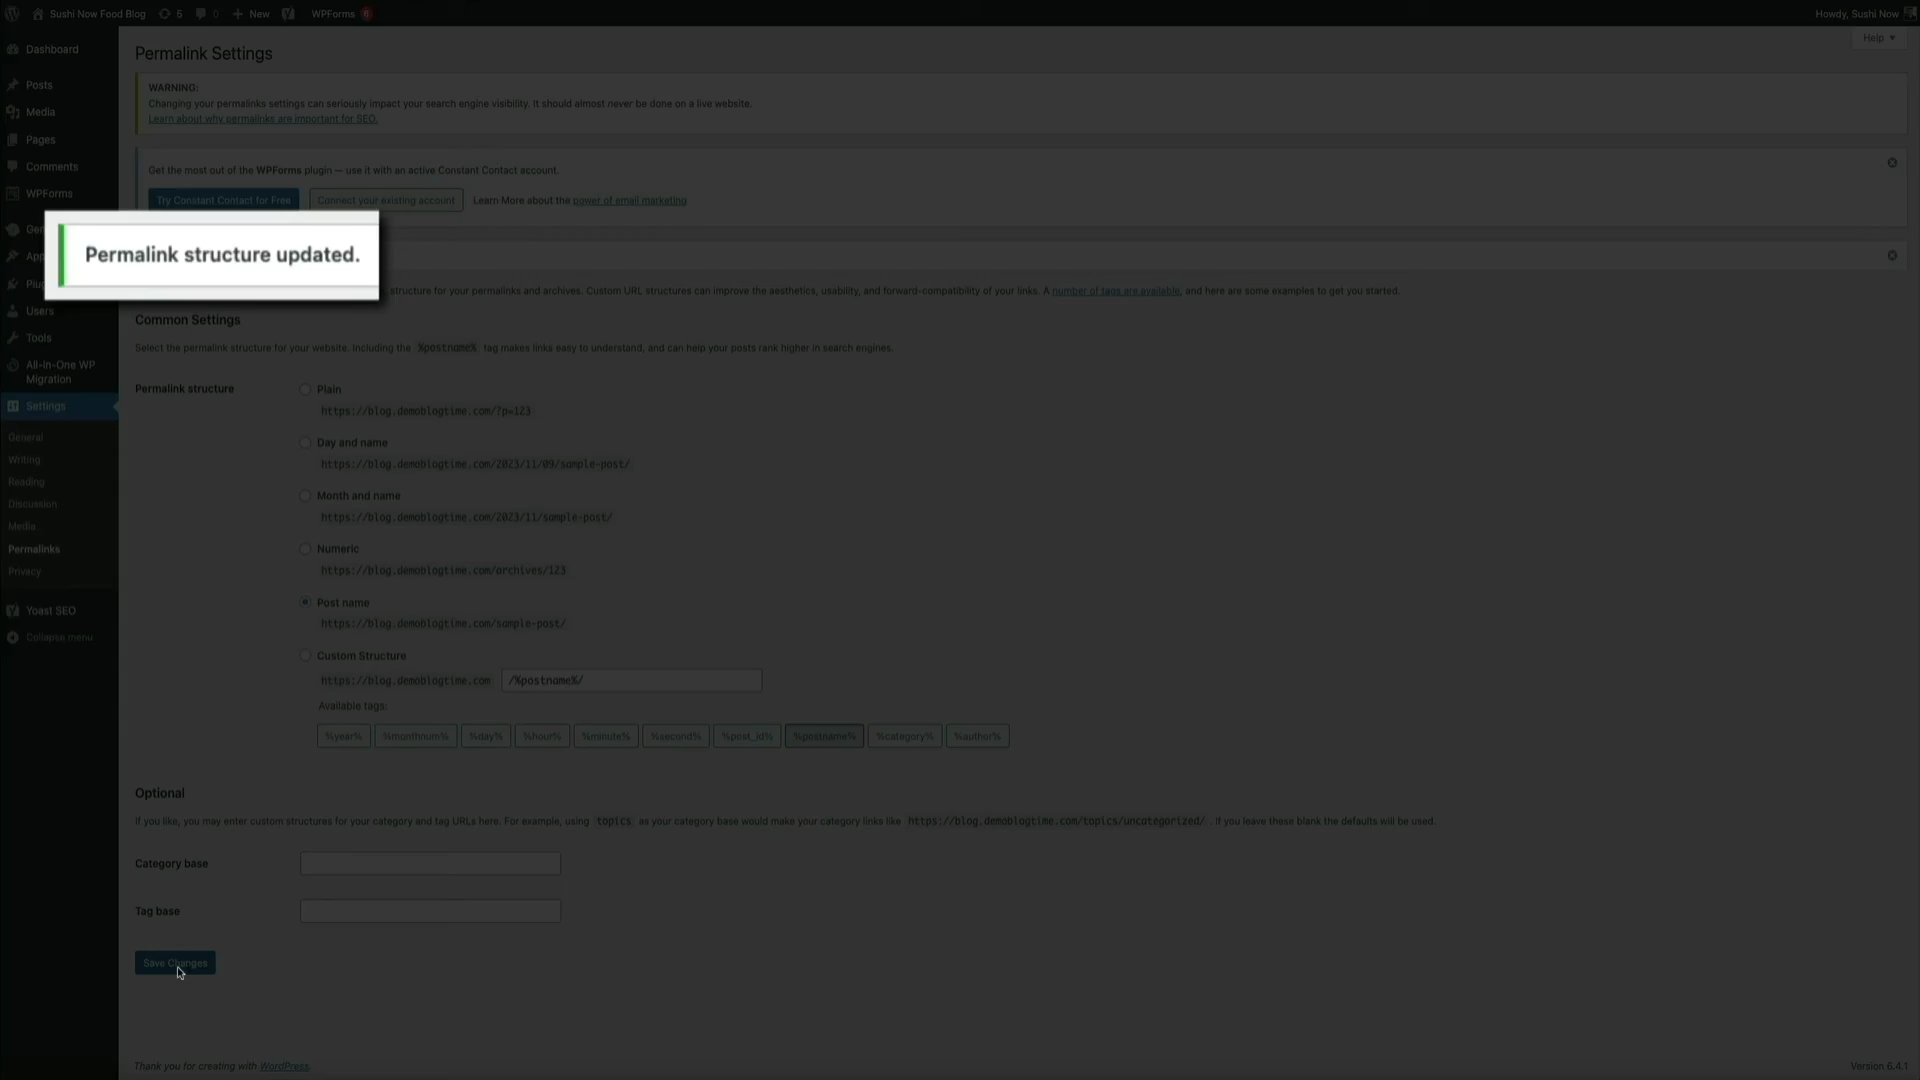 Sushi Now Food Blog 5 0 New WPForms 6 Howdy, Sushi Now
Help
Dashboard
Posts
Media
Pages
Comments
WPForms
Users
Tools
All-in-One WP
Migration
Settings
General
Writing
Reading
Discussion
Media
Permalinks
Privacy
Yoast SEO
Collapse menu
Permalink Settings
WARNING:
Changing your permalinks settings can seriously impact your search engine visibility. It should almost never be done on a live website.
Learn about why permalinks are important for SEO.
Get the most out of the WPForms plugin — use it with an active Constant Contact account.
Try Constant Contact for Free Connect your existing account Learn More about the power of email marketing
Permalink structure updated.
structure for your permalinks and archives. Custom URL structures can improve the aesthetics, usability, and forward-compatibility of your links. A number of tags are available, and here are some examples to get you started.
Common Settings
Select the permalink structure for your website. Including the %postname% tag makes links easy to understand, and can help your posts rank higher in search engines.
Permalink structure
Plain
https://blog.demoblogtime.com/?p=123
Day and name
https://blog.demoblogtime.com/2023/11/09/sample-post/
Month and name
https://blog.demoblogtime.com/2023/11/sample-post/
Numeric
https://blog.demoblogtime.com/archives/123
Post name
https://blog.demoblogtime.com/sample-post/
Custom Structure
https://blog.demoblogtime.com /%postname%/
Available tags:
%year% %monthnum% %day% %hour% %minute% %second% %post_id% %postname% %category% %author%
Optional
If you like, you may enter custom structures for your category and tag URLs here. For example, using topics as your category base would make your category links like https://blog.demoblogtime.com/topics/uncategorized/ . If you leave these blank the defaults will be used.
Category base
Tag base
Save Changes
Thank you for creating with WordPress.
Version 6.4.1